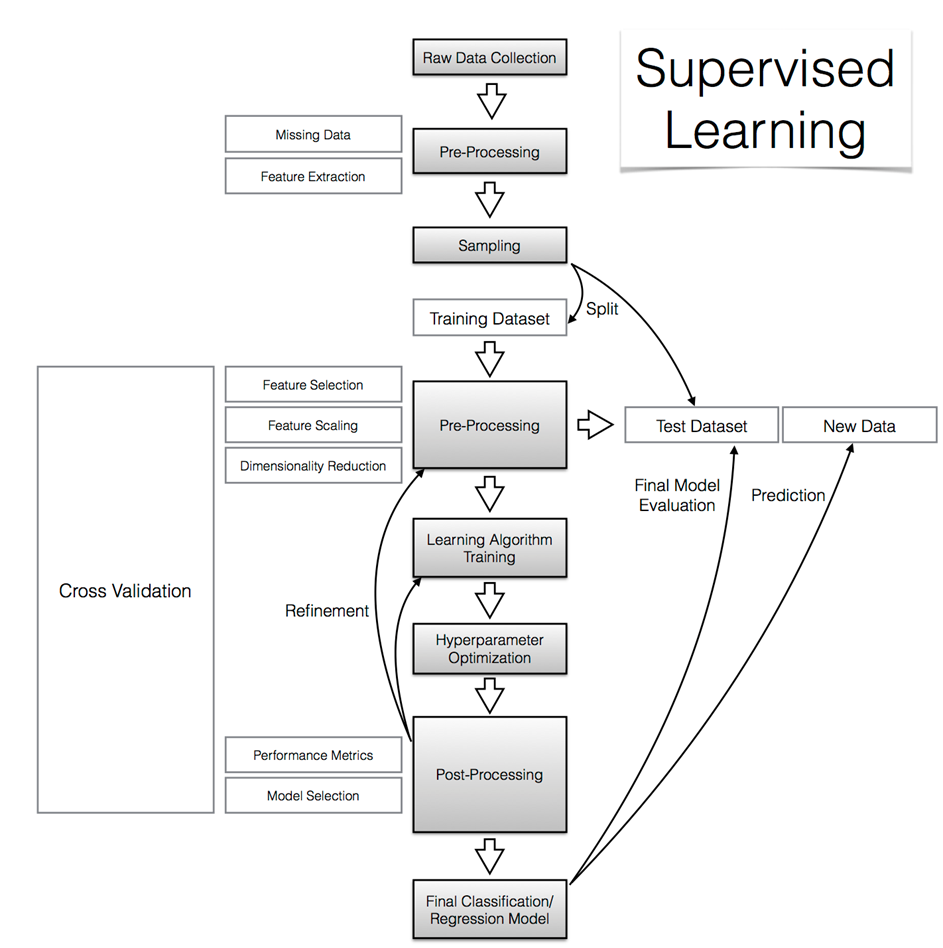 Supervised
Learning
Raw Data Collection
Missing Data
Pre-Processing
Feature Extraction
Sampling
Split
Training Dataset
Feature Selection
Feature Scaling
Pre-Processing
Test Dataset
New Data
Dimensionality Reduction
Final Model
Evaluation
Prediction
Learning Algorithm
Training
Cross Validation
Refinement
Hyperparameter
Optimization
Performance Metrics
Post-Processing
Model Selection
Final Classification/
Regression Model